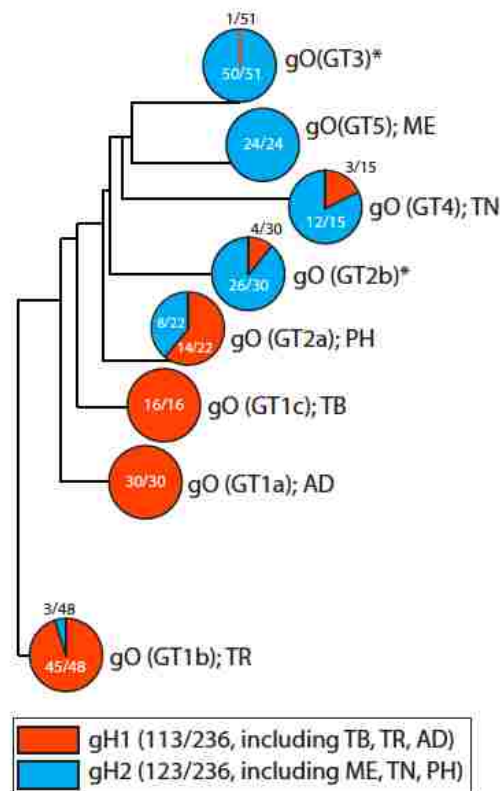 1/51
50/51
gO(GT3)*
24/24
gO(GT5); ME
3/15
12/15
gO (GT4); TN
4/30
26/30
gO (GT2b)*
8/22
14/22
gO (GT2a); PH
16/16
gO (GT1c); TB
30/30
gO (GT1a); AD
3/48
45/48
gO (GT1b); TR
gH1 (113/236, including TB, TR, AD)
gH2 (123/236, including ME, TN, PH)